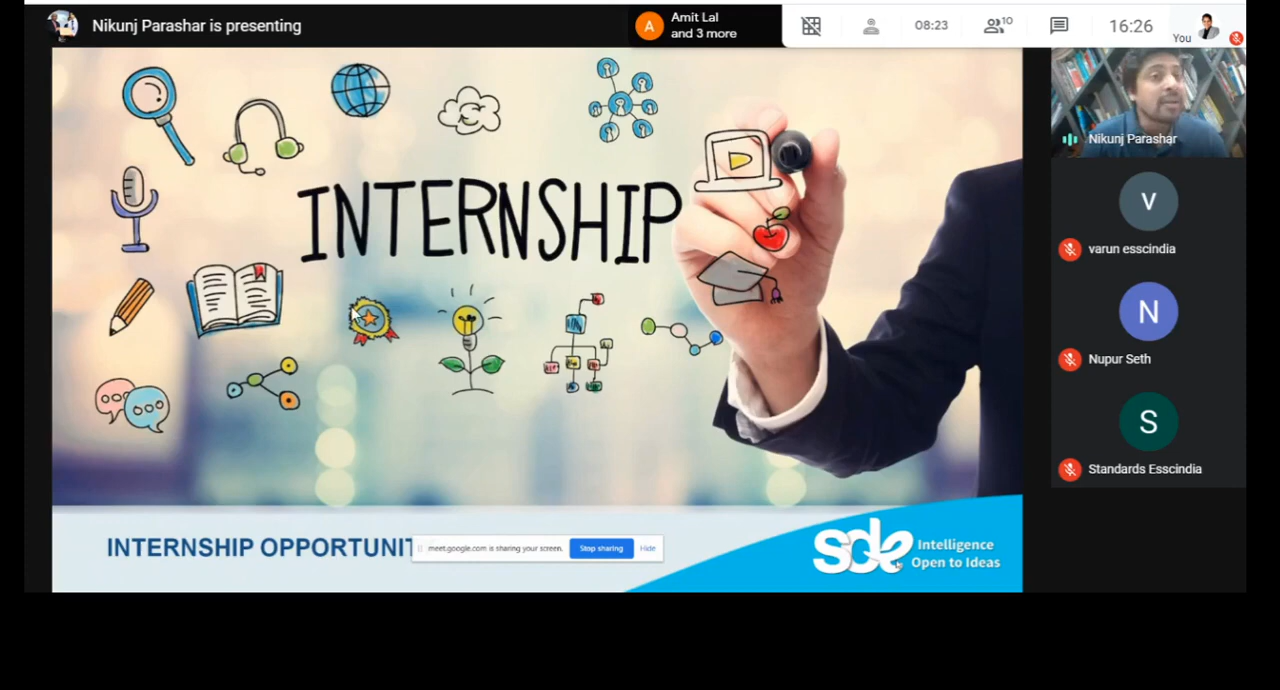 Nikunj Parashar is presenting
A
Amit Lal
and 3 more
08:23
10
16:26
You
INTERNSHIP
Nikunj Parashar
V
varun esscindia
N
Nupur Seth
S
Standards Esscindia
INTERNSHIP OPPORTUNIT
meet.google.com is sharing your screen.
Stop sharing
Hide
sde
Intelligence
Open to Ideas